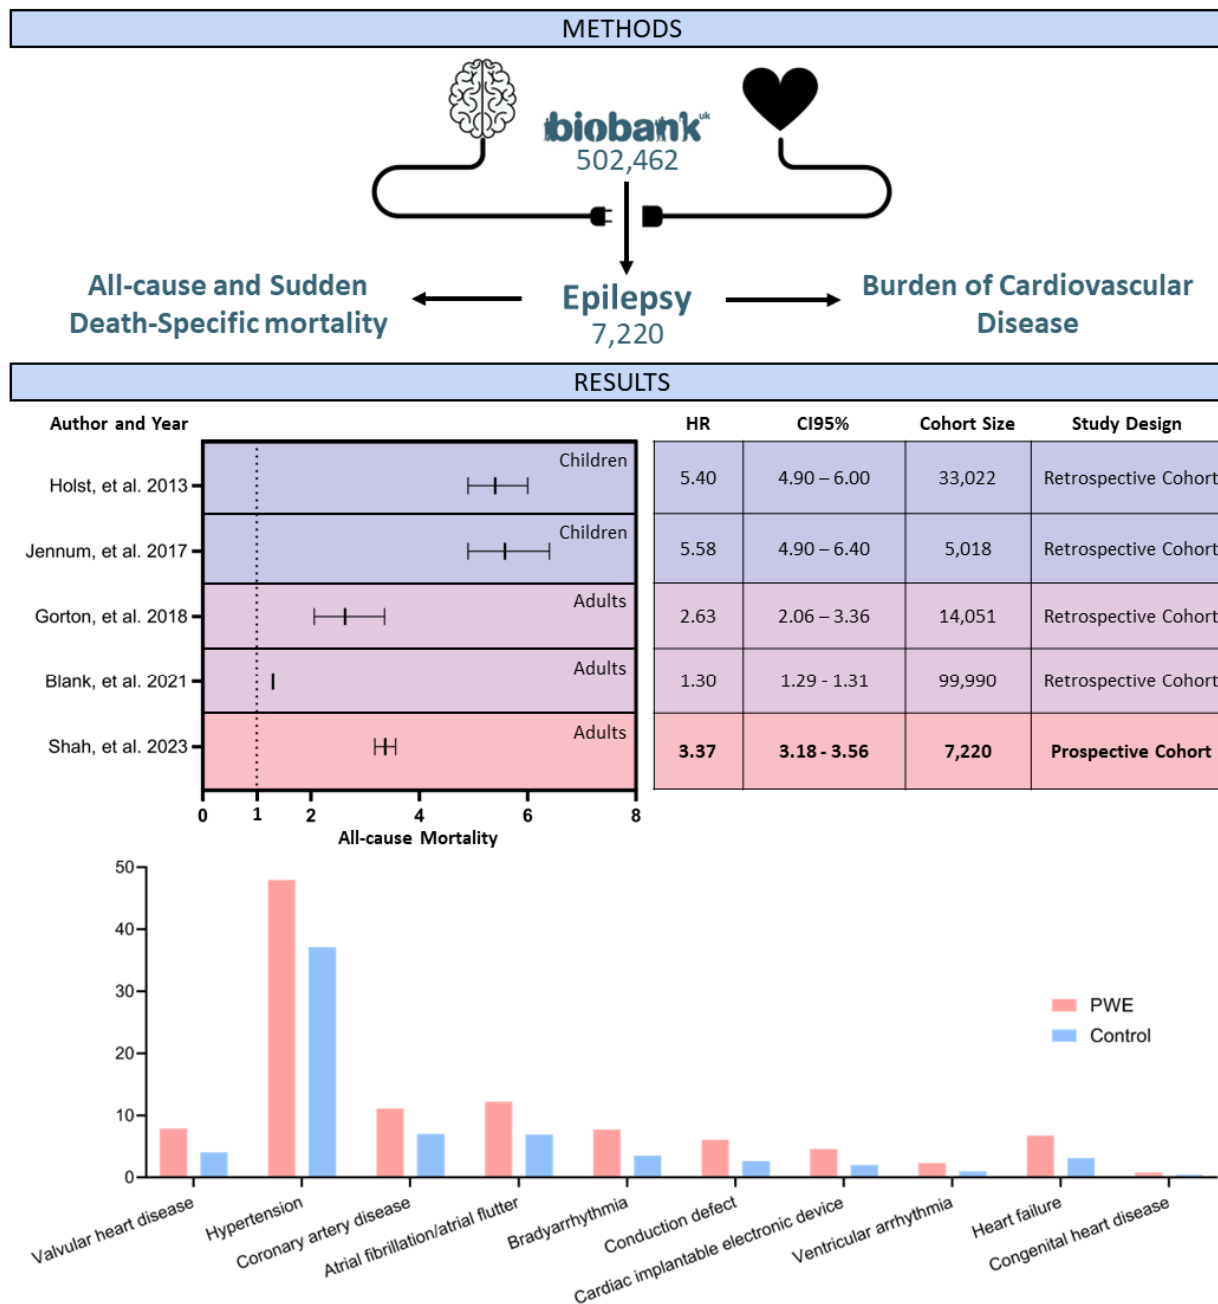 METHODS
biobank uk
502,462
All-cause and Sudden
Death-Specific mortality
Epilepsy
7,220
Burden of Cardiovascular
Disease
RESULTS
Author and Year HR CI95% Cohort Size Study Design
Holst, et al. 2013 Children 5.40 4.90 – 6.00 33,022 Retrospective Cohort
Jennum, et al. 2017 Children 5.58 4.90 – 6.40 5,018 Retrospective Cohort
Gorton, et al. 2018 Adults 2.63 2.06 – 3.36 14,051 Retrospective Cohort
Blank, et al. 2021 Adults 1.30 1.29 - 1.31 99,990 Retrospective Cohort
Shah, et al. 2023 Adults 3.37 3.18 - 3.56 7,220 Prospective Cohort
0 1 2 4 6 8
All-cause Mortality
50
40
30
20
10
0
PWE
Control
Valvular heart disease
Hypertension
Coronary artery disease
Atrial fibrillation/atrial flutter
Bradyarrhythmia
Conduction defect
Cardiac implantable electronic device
Ventricular arrhythmia
Heart failure
Congenital heart disease